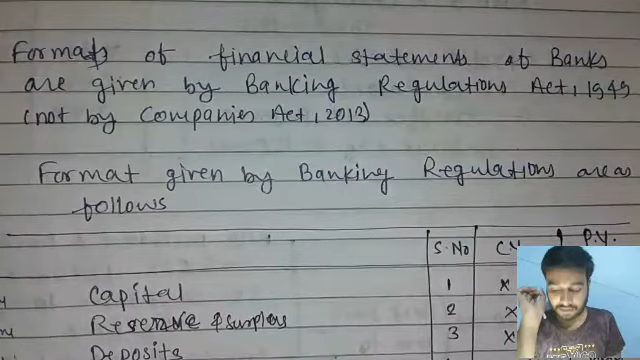 Formats of financial statements of Banks
are given by Banking Regulations Act, 1949
(not by Companies Act, 2013)
Format given by Banking Regulations are as
follows
S.No C.Y P.Y.
Capital 1 X
Reserve & surplus 2 X
Deposits 3 X